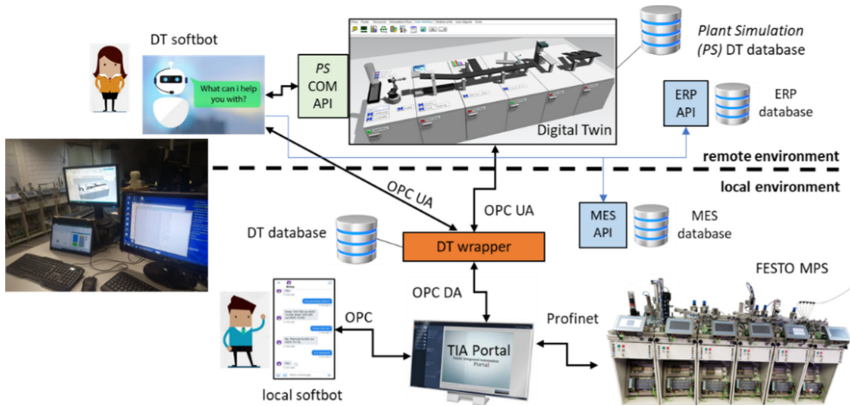 DT softbot
What can i help
you with?
PS
COM
API
Digital Twin
Plant Simulation
(PS) DT database
ERP
API
ERP
database
remote environment
local environment
OPC UA
OPC UA
MES
API
MES
database
DT database
DT wrapper
OPC DA
FESTO MPS
OPC
Profinet
TIA Portal
Portal
local softbot